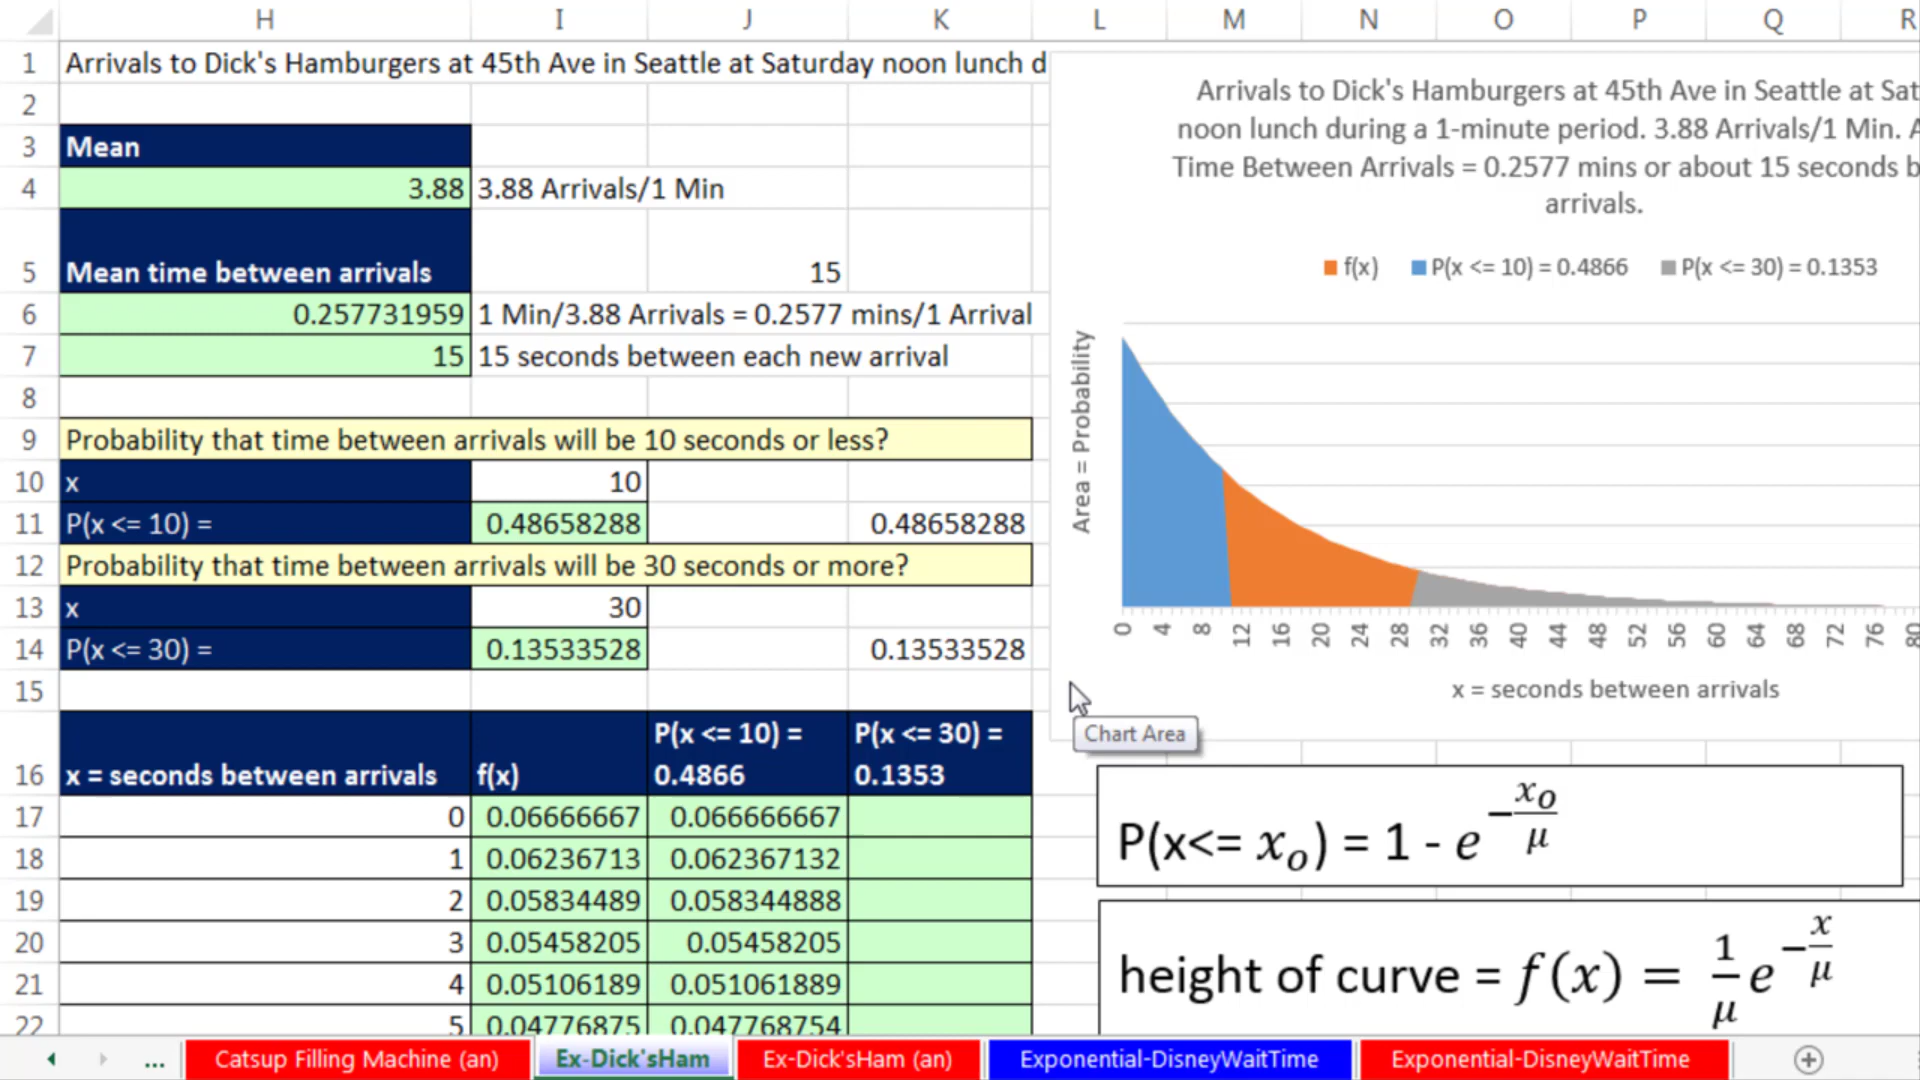 H I J K L M N O P Q R
1 Arrivals to Dick's Hamburgers at 45th Ave in Seattle at Saturday noon lunch d
2
3 Mean
4 3.88 3.88 Arrivals/1 Min
5 Mean time between arrivals 15
6 0.257731959 1 Min/3.88 Arrivals = 0.2577 mins/1 Arrival
7 15 15 seconds between each new arrival
8
9 Probability that time between arrivals will be 10 seconds or less?
10 x 10
11 P(x <= 10) = 0.48658288 0.48658288
12 Probability that time between arrivals will be 30 seconds or more?
13 x 30
14 P(x <= 30) = 0.13533528 0.13533528
15
P(x <= 10) = P(x <= 30) =
16 x = seconds between arrivals f(x) 0.4866 0.1353
17 0 0.06666667 0.066666667
18 1 0.06236713 0.062367132
19 2 0.05834489 0.058344888
20 3 0.05458205 0.05458205
21 4 0.05106189 0.051061889
22 5 0.04776875 0.047768754
Arrivals to Dick's Hamburgers at 45th Ave in Seattle at Sat
noon lunch during a 1-minute period. 3.88 Arrivals/1 Min. A
Time Between Arrivals = 0.2577 mins or about 15 seconds b
arrivals.
f(x) P(x <= 10) = 0.4866 P(x <= 30) = 0.1353
Area = Probability
0 4 8 12 16 20 24 28 32 36 40 44 48 52 56 60 64 68 72 76 80
x = seconds between arrivals
Chart Area
P(x<= xₒ) = 1 - e^(-xₒ/μ)
height of curve = f(x) = 1/μ e^(-x/μ)
... Catsup Filling Machine (an) Ex-Dick'sHam Ex-Dick'sHam (an) Exponential-DisneyWaitTime Exponential-DisneyWaitTime